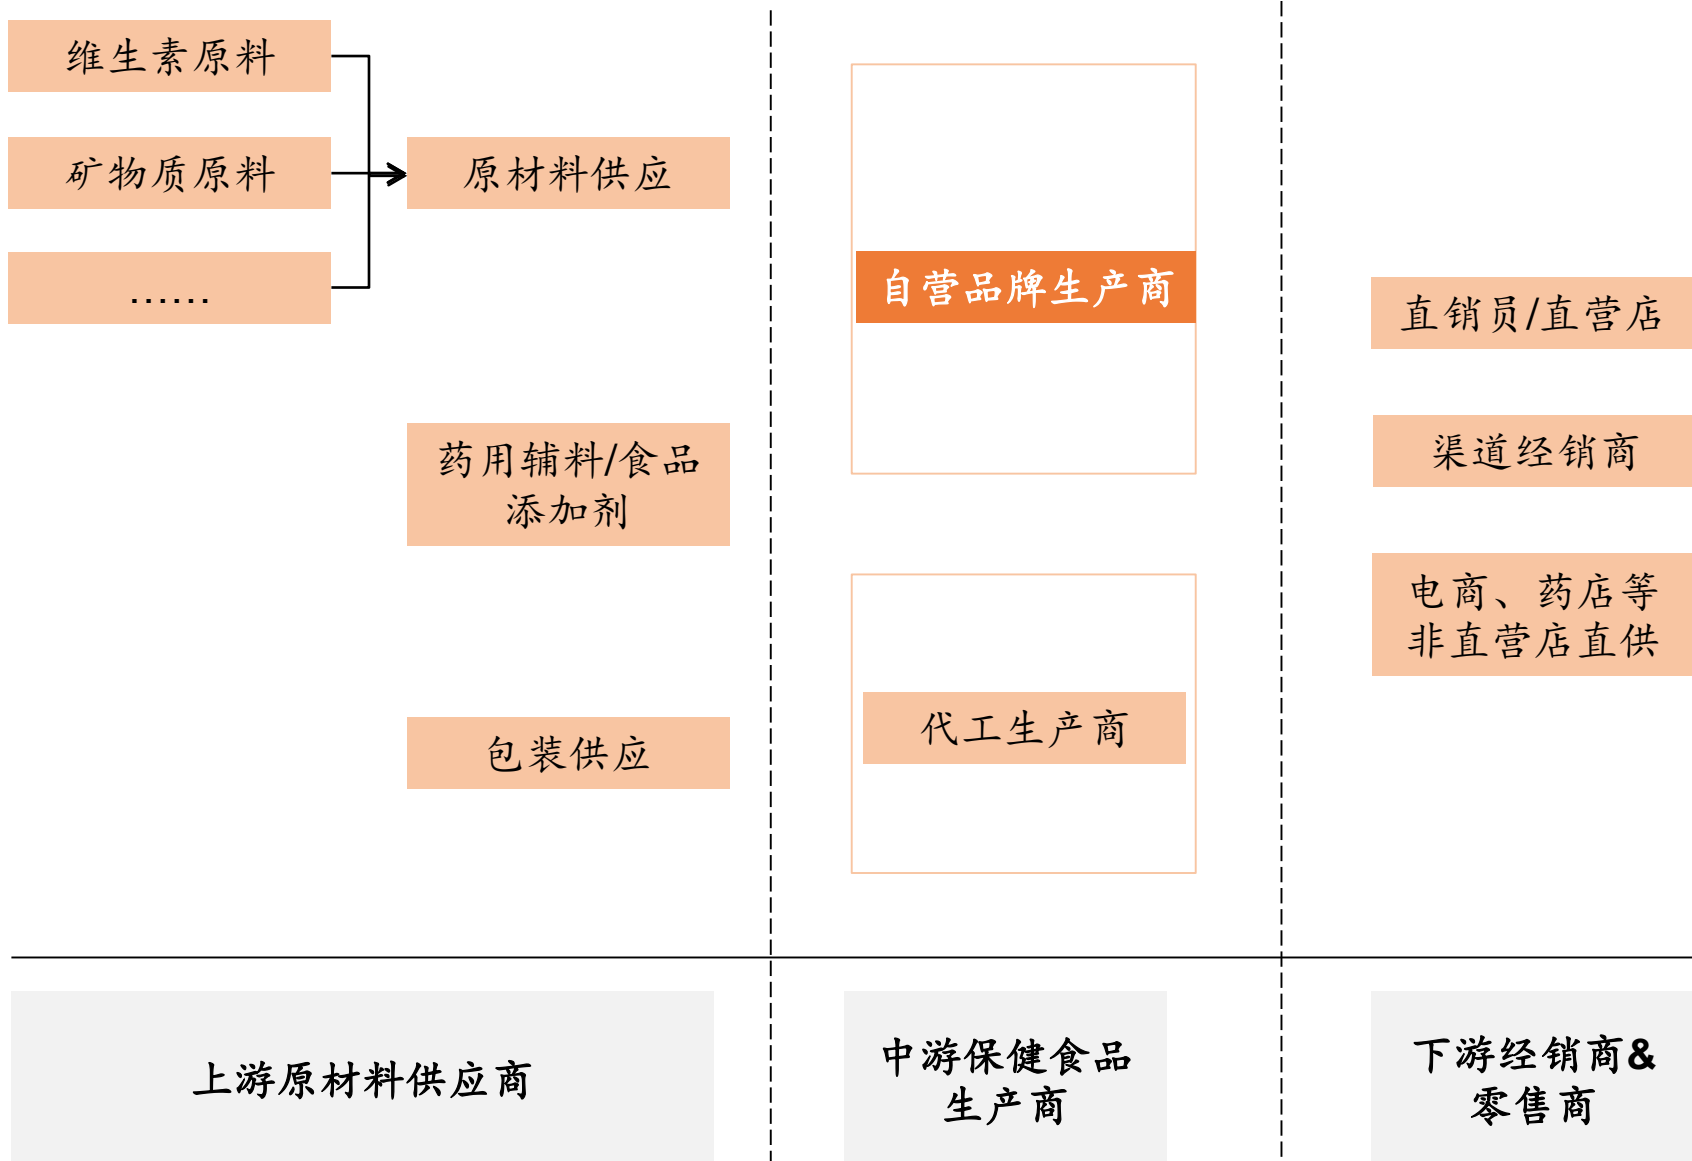 维生素原料
矿物质原料
……
原材料供应
药用辅料/食品
添加剂
包装供应
自营品牌生产商
代工生产商
直销员/直营店
渠道经销商
电商、药店等
非直营店直供
上游原材料供应商
中游保健食品
生产商
下游经销商&
零售商